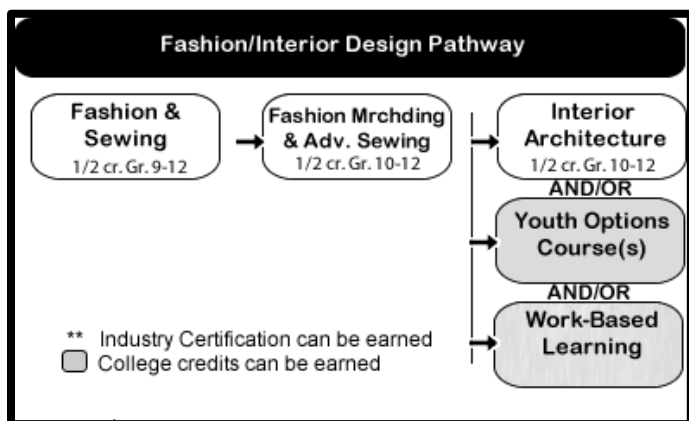 Fashion/Interior Design Pathway
Fashion &
Sewing
1/2 cr. Gr. 9-12
Fashion Mrchding
& Adv. Sewing
1/2 cr. Gr. 10-12
Interior
Architecture
1/2 cr. Gr. 10-12
AND/OR
Youth Options
Course(s)
AND/OR
Work-Based
Learning
** Industry Certification can be earned
College credits can be earned